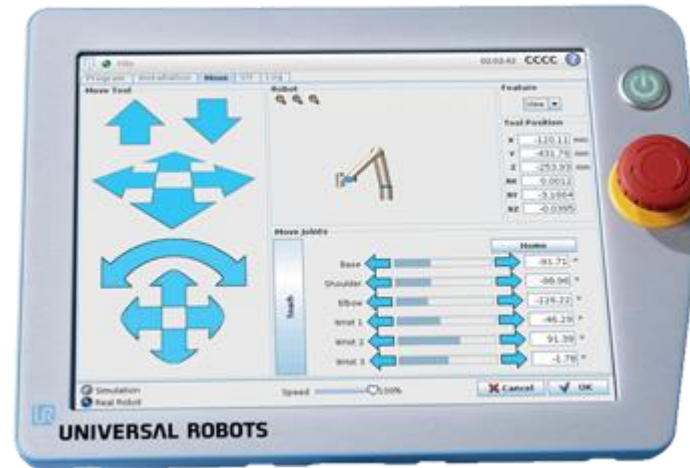 File
02:02:42 CCCC ?
Program Installation Move I/O Log
Move Tool
Robot
Feature
View
Tool Position
X -120.11 mm
Y -431.76 mm
Z -253.93 mm
RX 0.0012
RY -3.1664
RZ -0.0395
Move Joints
Home
Base -91.71 °
Shoulder -98.96 °
Elbow -126.22 °
Wrist 1 -46.29 °
Wrist 2 91.39 °
Wrist 3 -1.78 °
Teach
Simulation
Real Robot
Speed 100%
Cancel OK
UR
UNIVERSAL ROBOTS